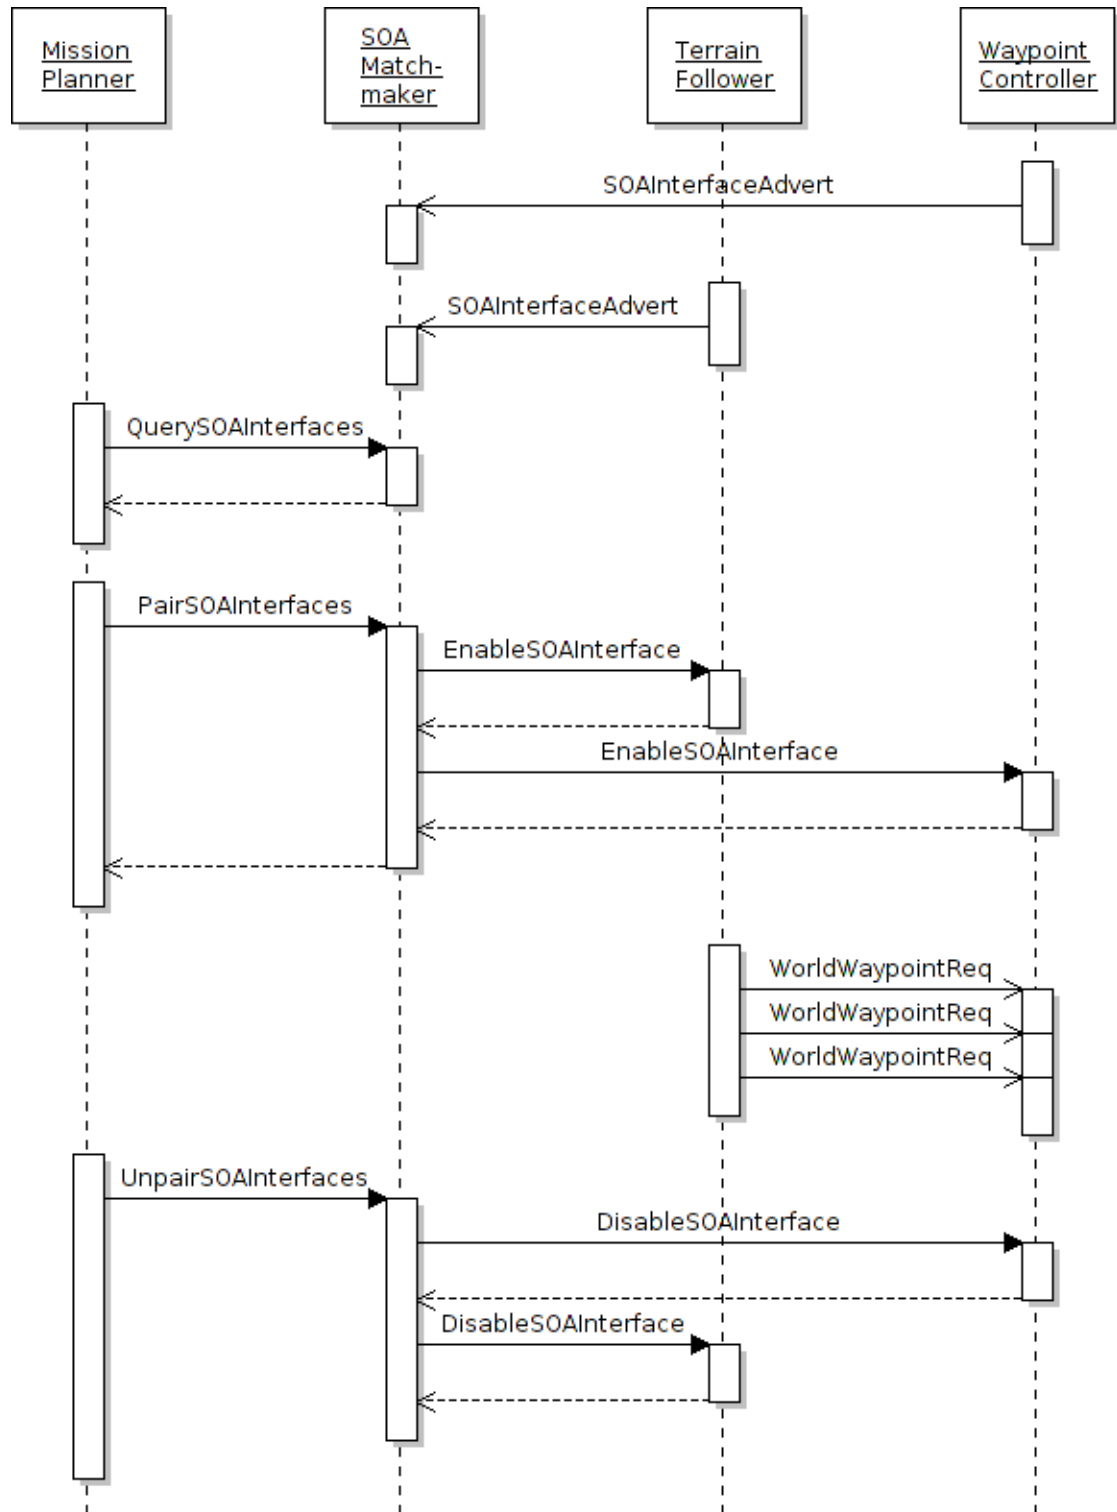 Mission
Planner
SOA
Match-
maker
Terrain
Follower
Waypoint
Controller
SOAInterfaceAdvert
SOAInterfaceAdvert
QuerySOAInterfaces
PairSOAInterfaces
EnableSOAInterface
EnableSOAInterface
WorldWaypointReq
WorldWaypointReq
WorldWaypointReq
UnpairSOAInterfaces
DisableSOAInterface
DisableSOAInterface